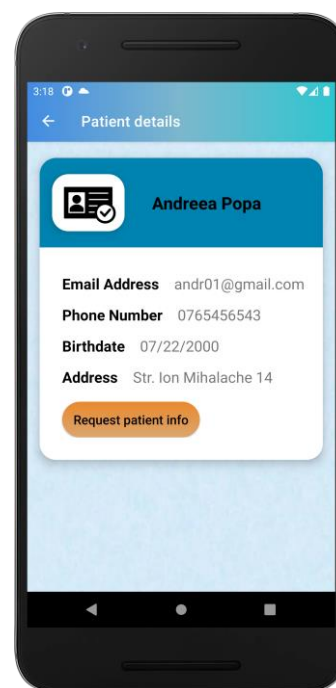 3:18
Patient details
Andreea Popa
Email Address andr01@gmail.com
Phone Number 0765456543
Birthdate 07/22/2000
Address Str. Ion Mihalache 14
Request patient info